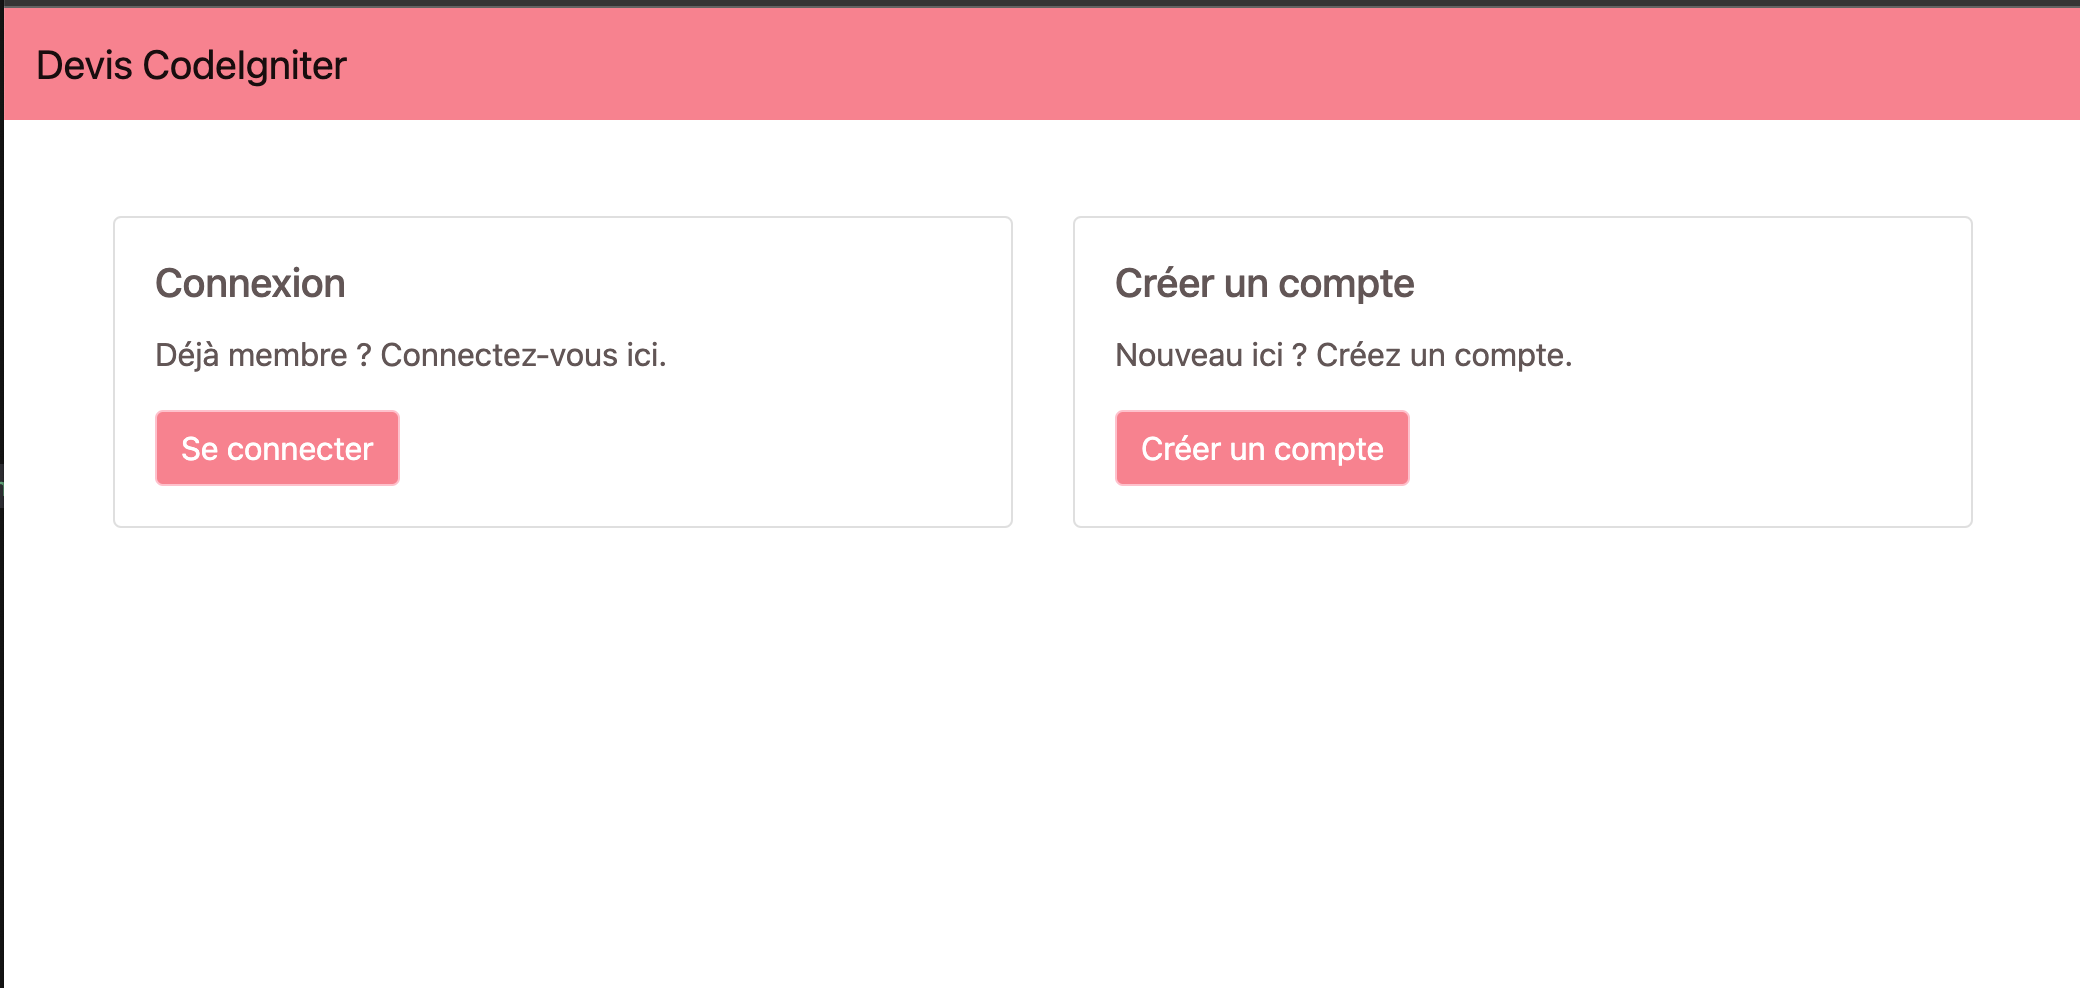 Devis CodeIgniter
Connexion
Déjà membre ? Connectez-vous ici.
Se connecter
Créer un compte
Nouveau ici ? Créez un compte.
Créer un compte